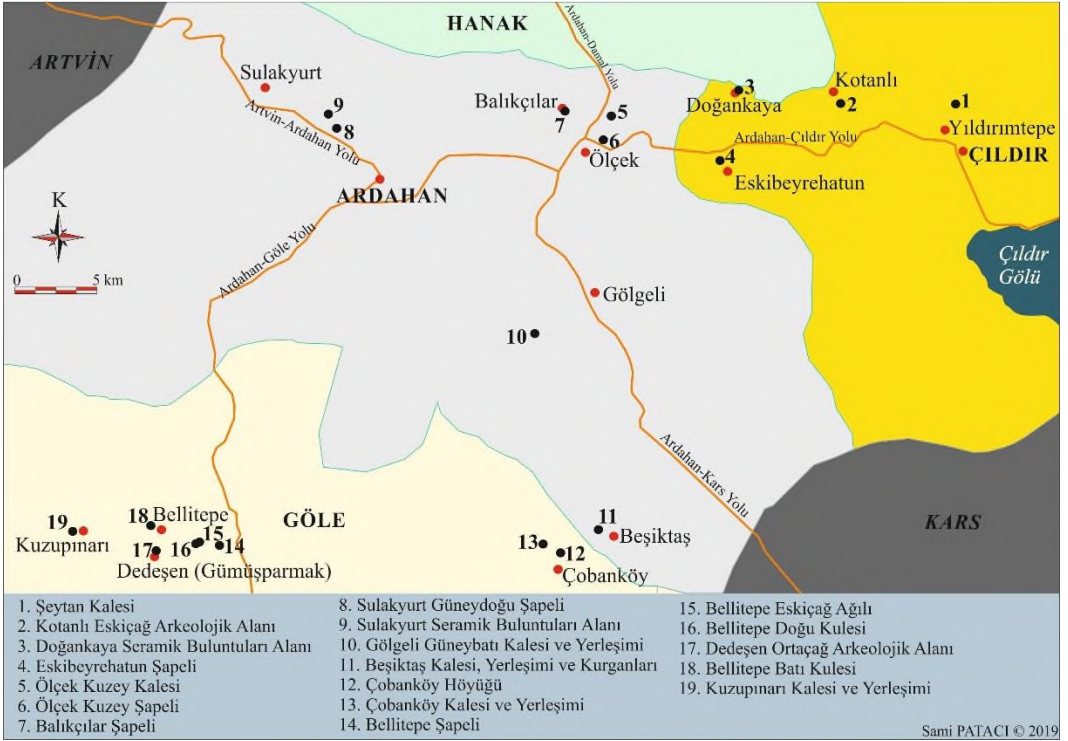 HANAK
ARTVİN
Sulakyurt
9
8
Artvin-Ardahan Yolu
Ardahan-Damal Yolu
Balıkçılar
7
5
6
Ölçek
3
Doğankaya
Kotanlı
2
1
Yıldırımtepe
ÇILDIR
Ardahan-Çıldır Yolu
4
Eskibeyrehatun
ARDAHAN
K
0 5 km
Ardahan-Göle Yolu
Çıldır
Gölü
Gölgeli
10
Ardahan-Kars Yolu
KARS
GÖLE
19
Kuzupınarı
18
Bellitepe
17
16
15
14
Dedeşen (Gümüşparmak)
11
Beşiktaş
13
12
Çobanköy
1. Şeytan Kalesi
2. Kotanlı Eskiçağ Arkeolojik Alanı
3. Doğankaya Seramik Buluntuları Alanı
4. Eskibeyrehatun Şapeli
5. Ölçek Kuzey Kalesi
6. Ölçek Kuzey Şapeli
7. Balıkçılar Şapeli
8. Sulakyurt Güneydoğu Şapeli
9. Sulakyurt Seramik Buluntuları Alanı
10. Gölgeli Güneybatı Kalesi ve Yerleşimi
11. Beşiktaş Kalesi, Yerleşimi ve Kurganları
12. Çobanköy Höyüğü
13. Çobanköy Kalesi ve Yerleşimi
14. Bellitepe Şapeli
15. Bellitepe Eskiçağ Ağılı
16. Bellitepe Doğu Kulesi
17. Dedeşen Ortaçağ Arkeolojik Alanı
18. Bellitepe Batı Kulesi
19. Kuzupınarı Kalesi ve Yerleşimi
Sami PATACI © 2019